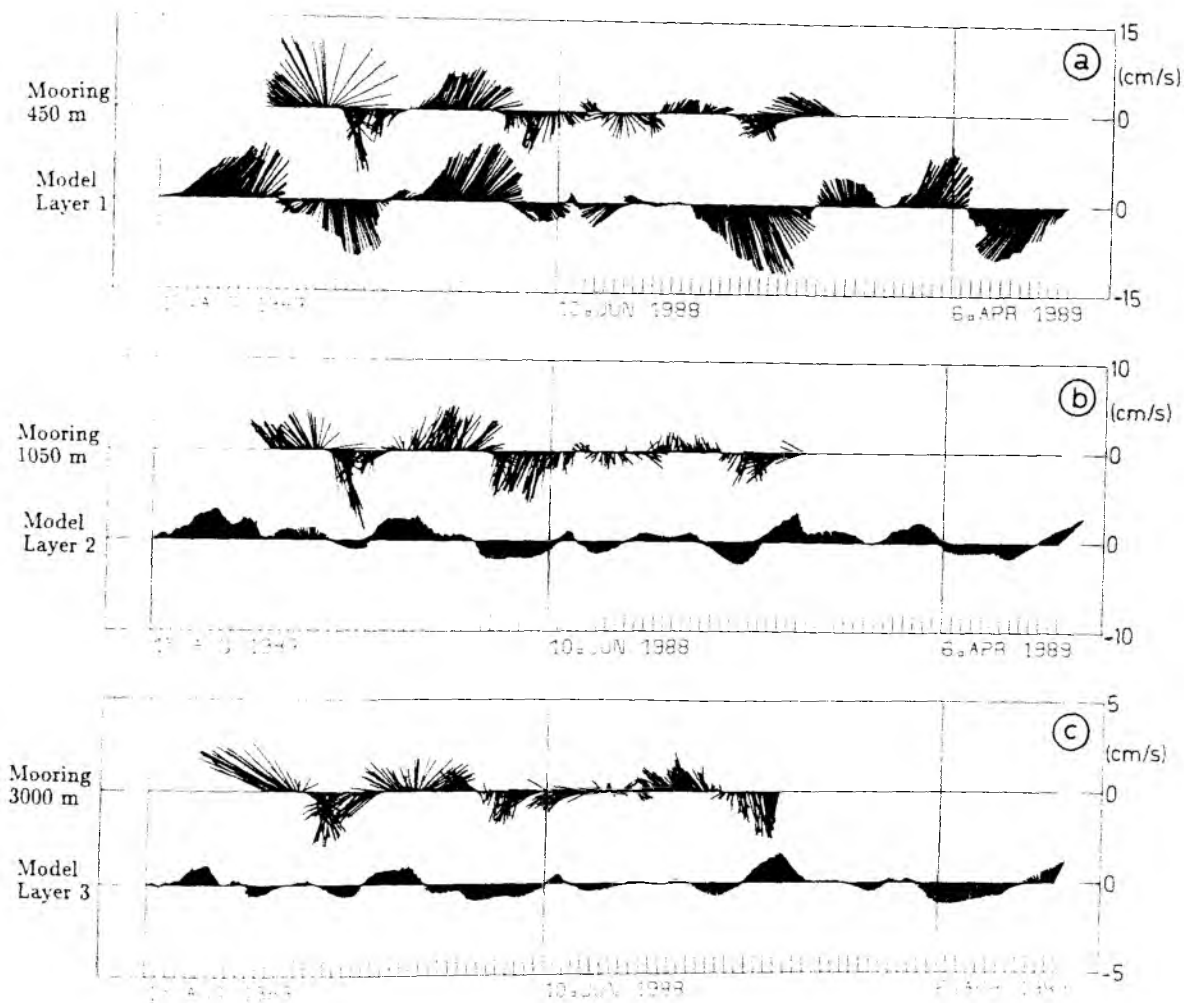 15
a
(cm/s)
Mooring
450 m
0
Model
Layer 1
0
-15
JUN 1988
6 APR 1989
10
b
(cm/s)
Mooring
1050 m
0
Model
Layer 2
0
-10
10 JUN 1988
6 APR 1989
5
c
(cm/s)
Mooring
3000 m
0
Model
Layer 3
0
-5
1988